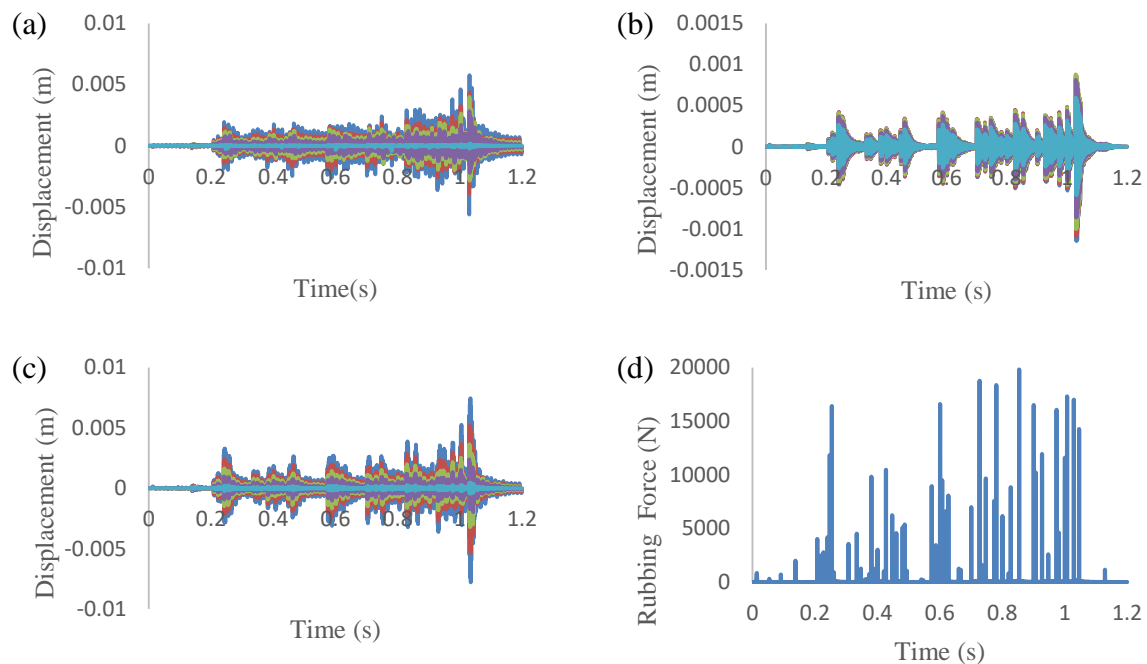 (a)
Displacement (m)
0.01
0.005
0
-0.005
-0.01
0 0.2 0.4 0.6 0.8 1 1.2
Time(s)
(b)
Displacement (m)
0.0015
0.001
0.0005
0
-0.0005
-0.001
-0.0015
0 0.2 0.4 0.6 0.8 1 1.2
Time (s)
(c)
Displacement (m)
0.01
0.005
0
-0.005
-0.01
0 0.2 0.4 0.6 0.8 1 1.2
Time (s)
(d)
Rubbing Force (N)
20000
15000
10000
5000
0
0 0.2 0.4 0.6 0.8 1 1.2
Time (s)